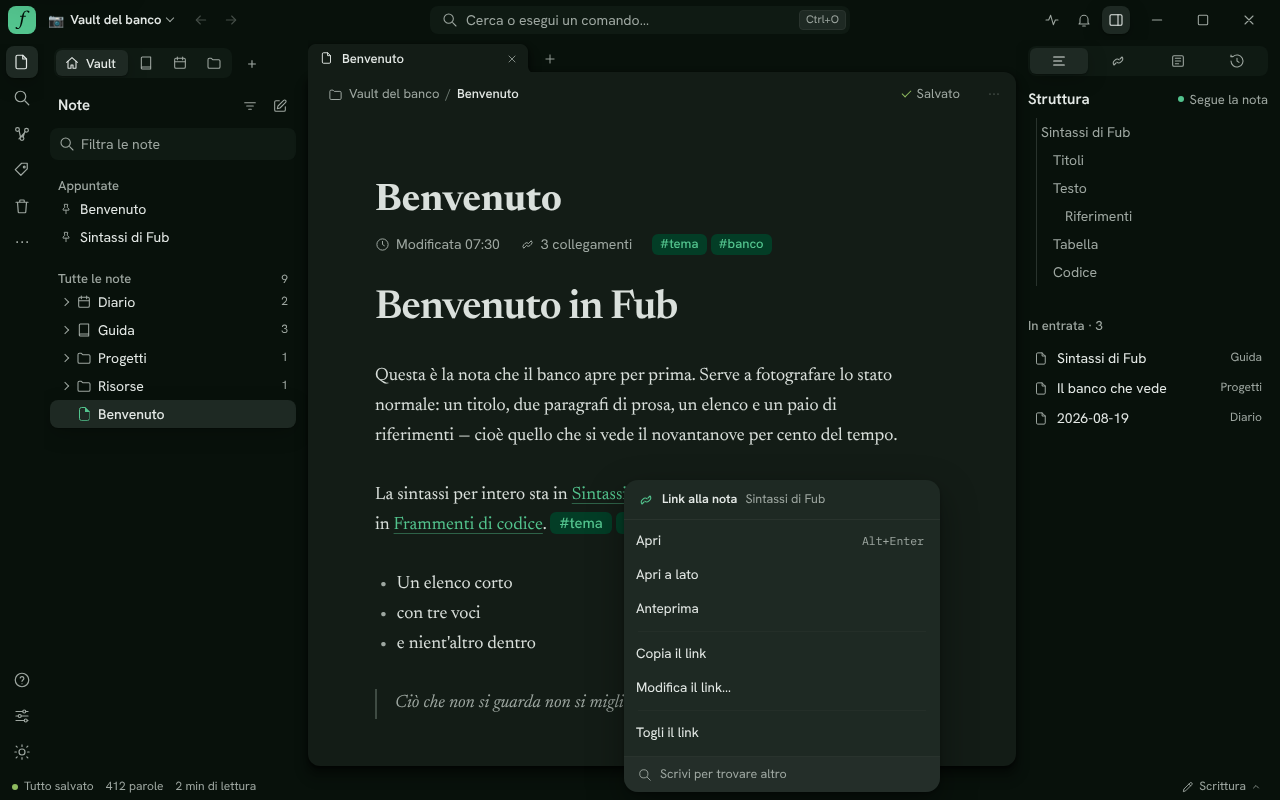 f
Vault del banco
Cerca o esegui un comando...
Ctrl+O
Vault
Note
Filtra le note
Appuntate
Benvenuto
Sintassi di Fub
Tutte le note 9
Diario 2
Guida 3
Progetti 1
Risorse 1
Benvenuto
Benvenuto
Vault del banco / Benvenuto
Salvato
Benvenuto
Modificata 07:30 3 collegamenti #tema #banco
Benvenuto in Fub
Questa è la nota che il banco apre per prima. Serve a fotografare lo stato
normale: un titolo, due paragrafi di prosa, un elenco e un paio di
riferimenti — cioè quello che si vede il novantanove per cento del tempo.
La sintassi per intero sta in Sintassi
in Frammenti di codice. #tema
• Un elenco corto
• con tre voci
• e nient'altro dentro
Ciò che non si guarda non si migli
Link alla nota Sintassi di Fub
Apri Alt+Enter
Apri a lato
Anteprima
Copia il link
Modifica il link...
Togli il link
Scrivi per trovare altro
Struttura
Segue la nota
Sintassi di Fub
Titoli
Testo
Riferimenti
Tabella
Codice
In entrata · 3
Sintassi di Fub Guida
Il banco che vede Progetti
2026-08-19 Diario
Tutto salvato 412 parole 2 min di lettura
Scrittura